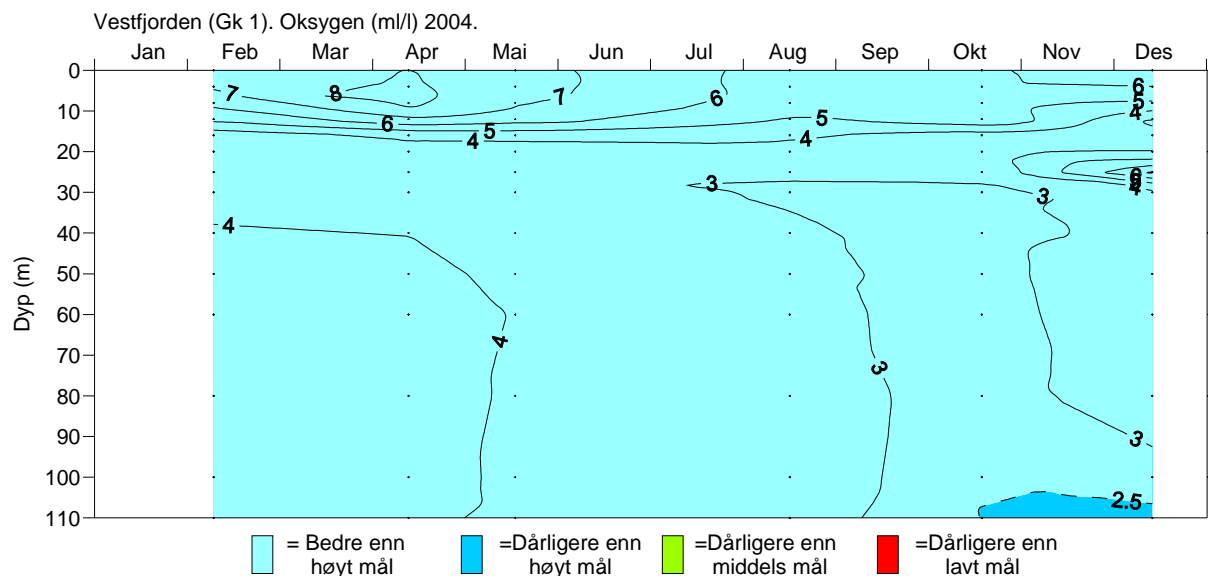 Vestfjorden (Gk 1). Oksygen (ml/l) 2004.
Jan Feb Mar Apr Mai Jun Jul Aug Sep Okt Nov Des
Dyp (m)
0
10
20
30
40
50
60
70
80
90
100
110
7 8 7 6 6
6 5 5 5
4 4 4
3 3 6
4
4
3
3
2.5
= Bedre enn høyt mål
=Dårligere enn høyt mål
=Dårligere enn middels mål
=Dårligere enn lavt mål